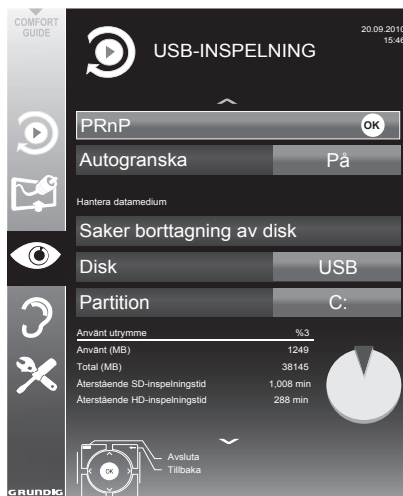 COMFORT
GUIDE
USB-INSPELNING
20.09.2010
15:46
PRnP OK
Autogranska På
Hantera datamedium
Saker borttagning av disk
Disk USB
Partition C:
Använt utrymme %3
Använt (MB) 1249
Total (MB) 38145
Återstående SD-inspelningstid 1,008 min
Återstående HD-inspelningstid 288 min
Avsluta
OK Tillbaka
GRUNDIG